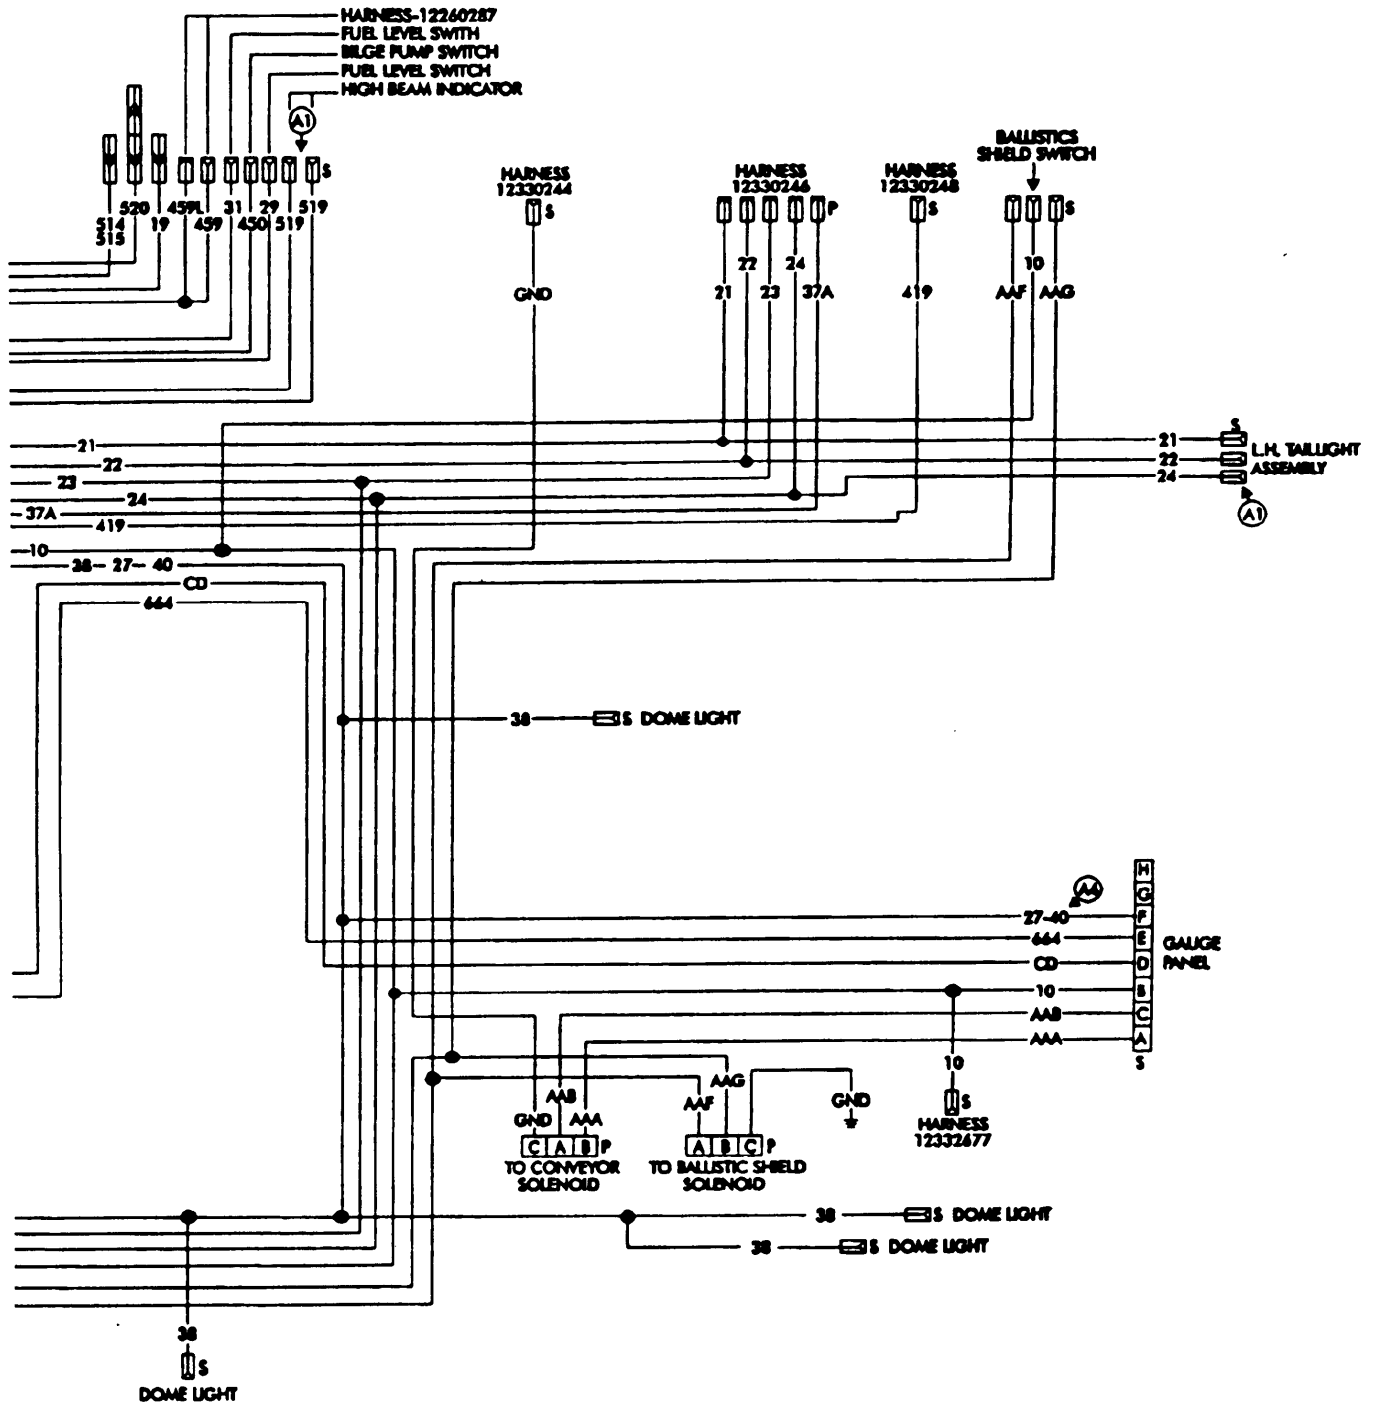 HARNESS-12260287
FUEL LEVEL SWITH
BILGE PUMP SWITCH
FUEL LEVEL SWITCH
HIGH BEAM INDICATOR
A1
S
520 459L 31 29 519
514 19 459 450 519
515
HARNESS
12330244
S
GND
HARNESS
12330246
P
22 24
21 23 37A
HARNESS
12330248
S
419
BALLISTICS
SHIELD SWITCH
S
10
AAF AAG
21
22
23
24
37A
419
10
38 27 40
CD
664
S
21
22
24
L.H. TAILLIGHT
ASSEMBLY
A1
38 S DOME LIGHT
A4
H
G
27-40 F
664 E
CD D
10 B
AAB C
AAA A
S
GAUGE
PANEL
10
S
HARNESS
12332677
AAB
GND AAA
C A B P
TO CONVEYOR
SOLENOID
AAG
AAF
GND
A B C P
TO BALLISTIC SHIELD
SOLENOID
38 S DOME LIGHT
38 S DOME LIGHT
38
S
DOME LIGHT